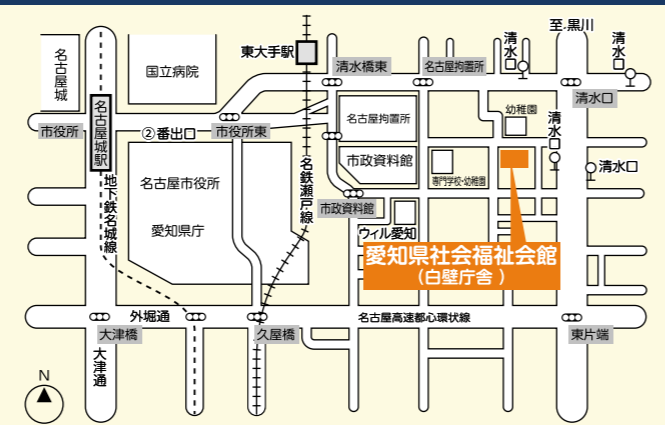 至.黒川
清水口
清水口
東大手駅
清水橋東
名古屋拘置所
名古屋城
国立病院
清水口
名古屋城駅
市役所
②番出口
市役所東
名古屋拘置所
幼稚園
清水口
市政資料館
専門学校・幼稚園
清水口
地下鉄名城線
名古屋市役所
愛知県庁
名鉄瀬戸線
市政資料館
ウィル愛知
愛知県社会福祉会館
(白壁庁舎 )
外堀通
名古屋高速都心環状線
大津橋
久屋橋
東片端
大津通
N